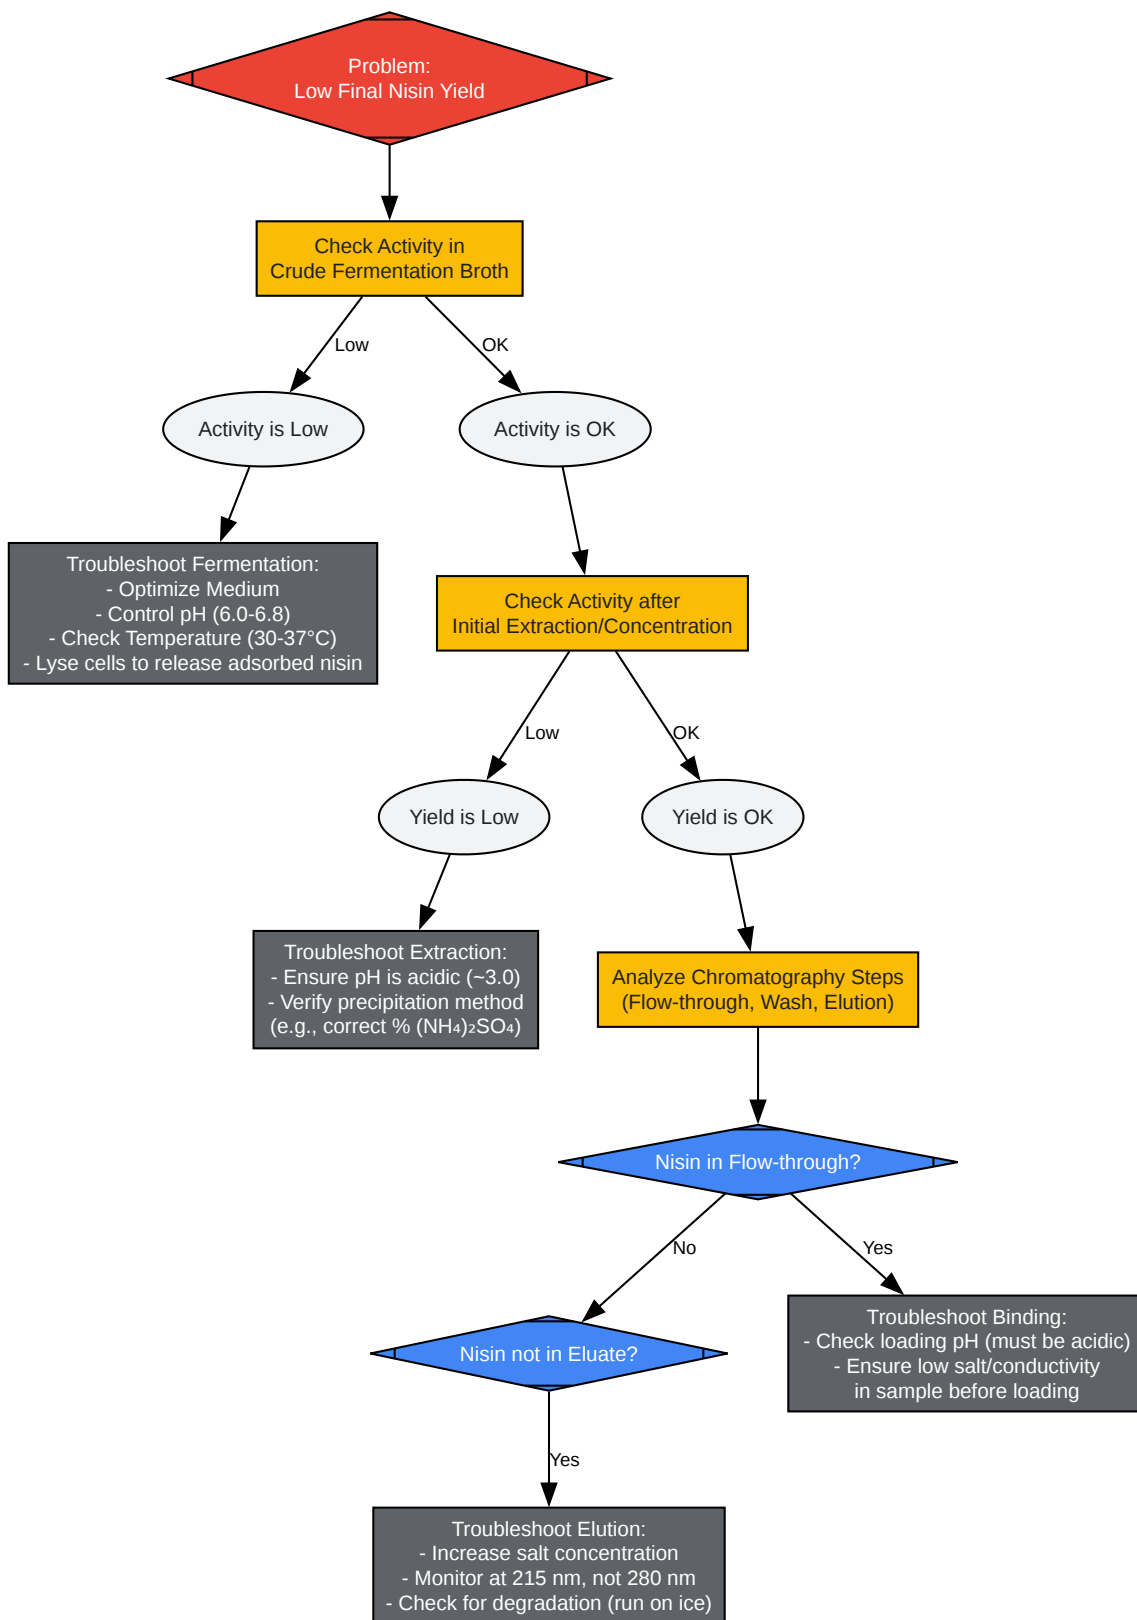 Problem:
Low Final Nisin Yield
Check Activity in
Crude Fermentation Broth
Low
OK
Activity is Low
Activity is OK
Troubleshoot Fermentation:
- Optimize Medium
- Control pH (6.0-6.8)
- Check Temperature (30-37°C)
- Lyse cells to release adsorbed nisin
Check Activity after
Initial Extraction/Concentration
Low
OK
Yield is Low
Yield is OK
Troubleshoot Extraction:
- Ensure pH is acidic (~3.0)
- Verify precipitation method
(e.g., correct % (NH₄)₂SO₄)
Analyze Chromatography Steps
(Flow-through, Wash, Elution)
Nisin in Flow-through?
No
Yes
Troubleshoot Binding:
- Check loading pH (must be acidic)
- Ensure low salt/conductivity
in sample before loading
Nisin not in Eluate?
Yes
Troubleshoot Elution:
- Increase salt concentration
- Monitor at 215 nm, not 280 nm
- Check for degradation (run on ice)